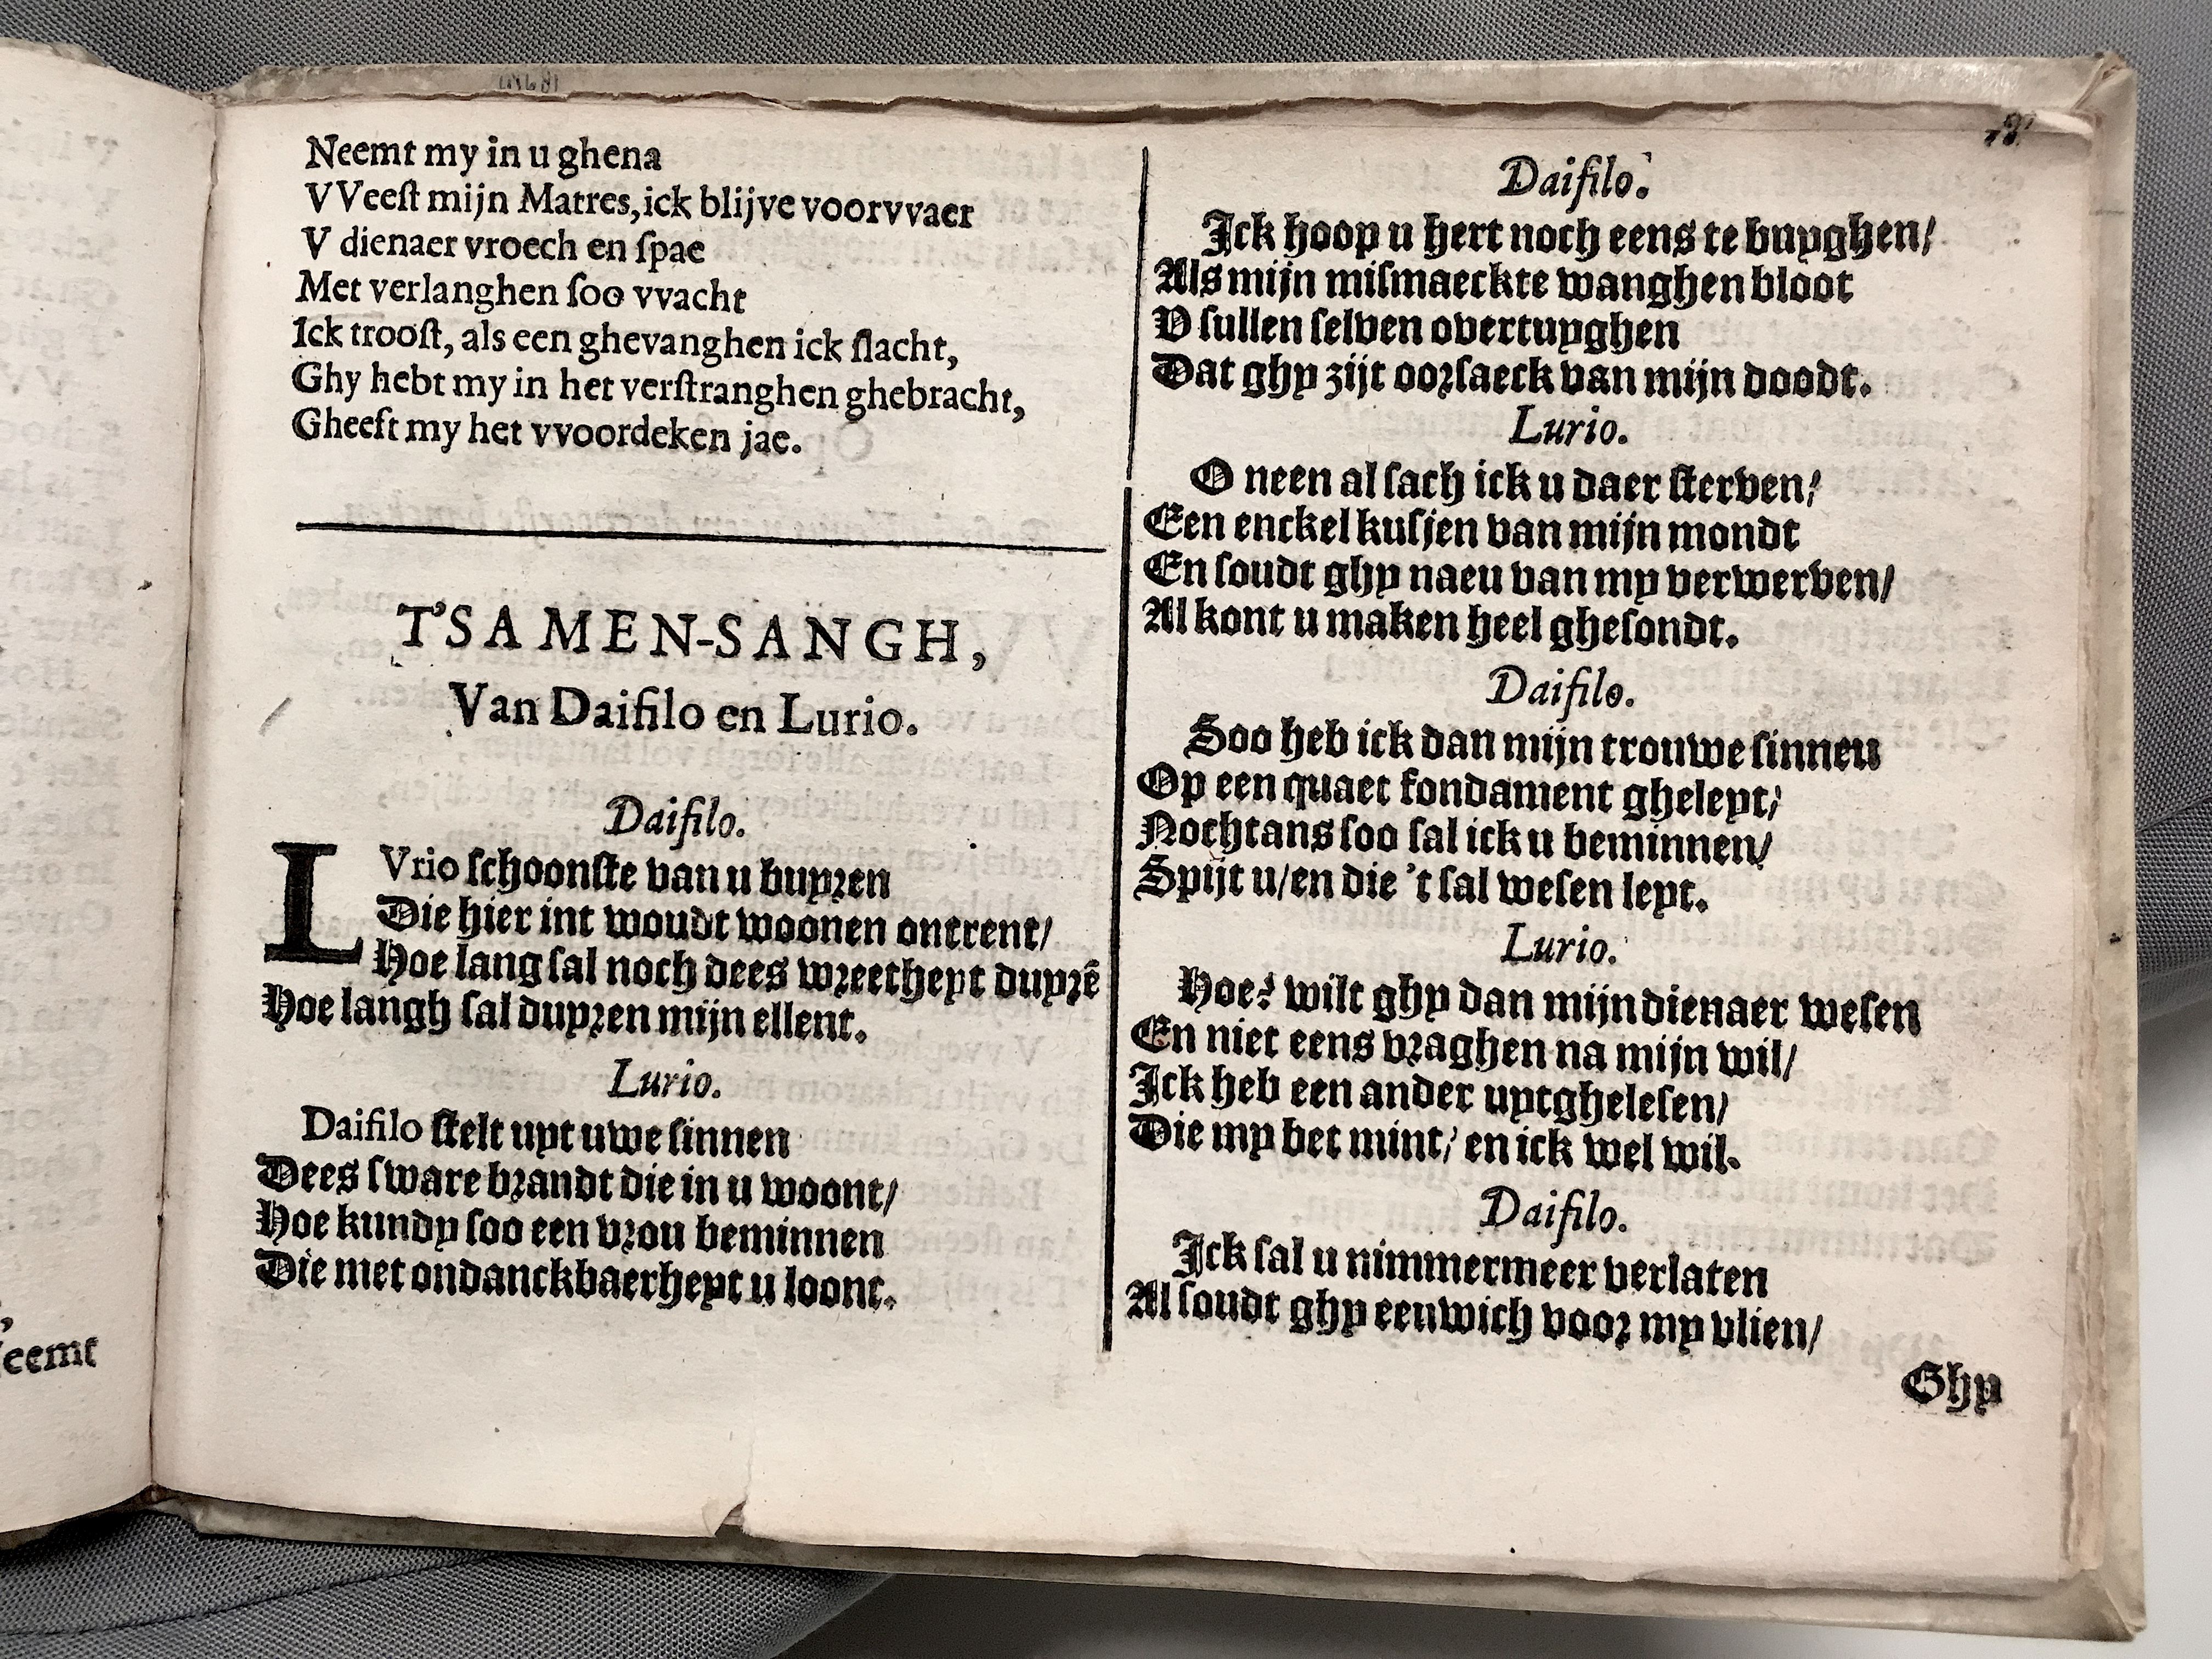 Neemt my in u ghena
VVeeſt mijn Matres, ick blijve voorvvaer
V dienaer vroech en ſpae
Met verlanghen ſoo vvacht
Ick trooſt, als een ghevanghen ick ſlacht,
Ghy hebt my in het verſtranghen ghebracht,
Gheeft my het vvoordeken jae.
T'SAMEN-SANGH,
Van Daifilo en Lurio.
Daifilo.
LVrio ſchoonſte van u buyren
Die hier int woudt woonen ontrent/
Hoe lang ſal noch dees wreetheyt duyrē
Hoe langh ſal duyren mijn ellent.
Lurio.
Daifilo ſtelt uyt uwe ſinnen
Dees ſware brandt die in u woont/
Hoe kundy ſoo een vrou beminnen
Die met ondanckbaerheyt u loont.
eemt
Daifilo.
Ick hoop u hert noch eens te buyghen/
Als mijn miſmaeckte wanghen bloot
V ſullen ſelven overtuyghen
Dat ghy zijt oorſaeck van mijn doodt.
Lurio.
O neen al ſach ick u daer ſterven/
Een enckel kuſjen van mijn mondt
En ſoudt ghy naeu van my verwerven/
Al kont u maken heel gheſondt.
Daifilo.
Soo heb ick dan mijn trouwe ſinnen
Op een quaet fondament gheleyt/
Nochtans ſoo ſal ick u beminnen/
Spijt u/en die 't ſal weſen leyt.
Lurio.
Hoe? wilt ghy dan mijn dienaer weſen
En niet eens vraghen na mijn wil/
Ick heb een ander uytgheleſen/
Die my bet mint/ en ick wel wil.
Daifilo.
Ick ſal u nimmermeer verlaten
Al ſoudt ghy eeuwich voor my vlien/
Ghy